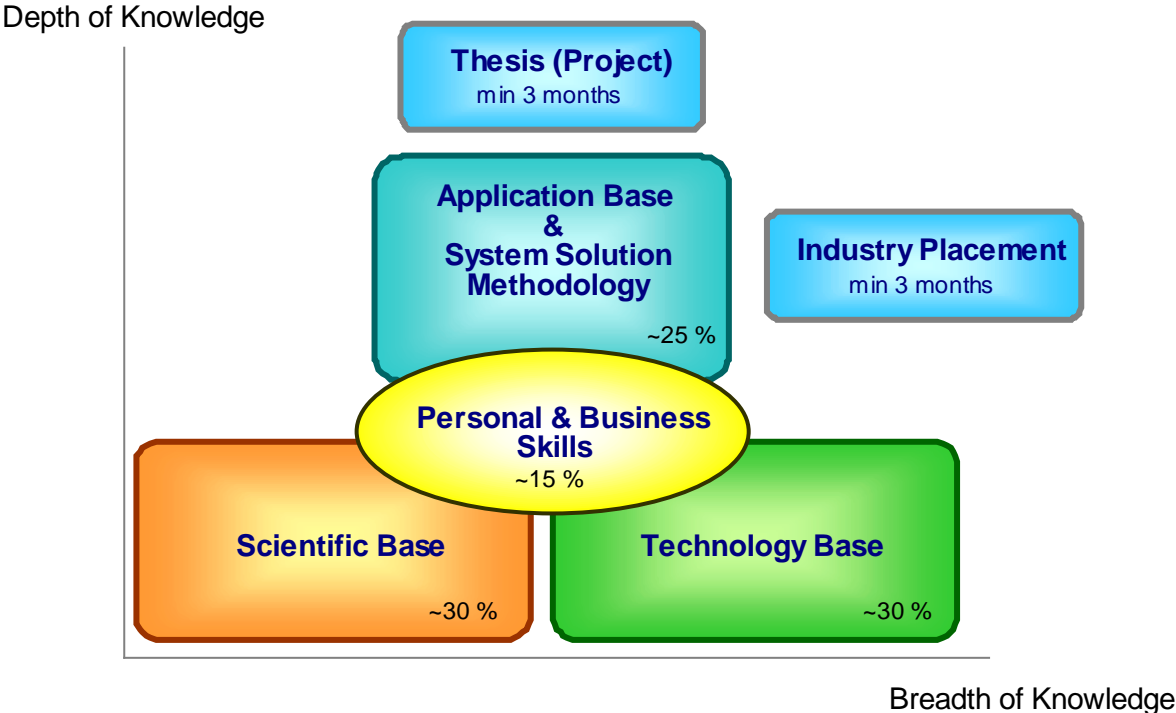 Depth of Knowledge
Thesis (Project)
min 3 months
Application Base
&
System Solution
Methodology
~25 %
Industry Placement
min 3 months
Personal & Business
Skills
~15 %
Scientific Base
~30 %
Technology Base
~30 %
Breadth of Knowledge